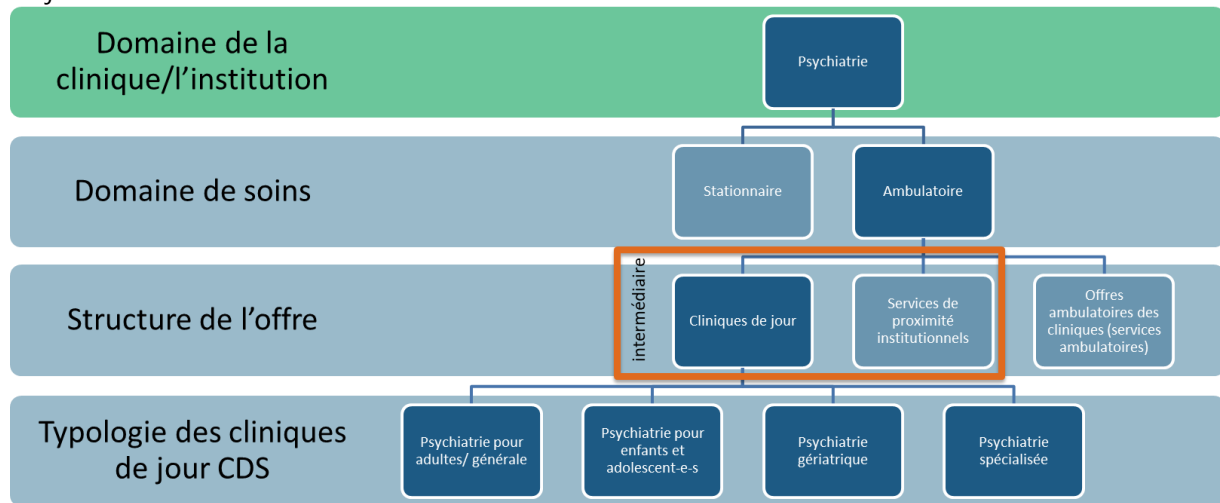 Domaine de la
clinique/l'institution
Psychiatrie
Domaine de soins
Stationnaire
Ambulatoire
Structure de l'offre
intermédiaire
Cliniques de jour
Services de
proximité
institutionnels
Offres
ambulatoires des
cliniques (services
ambulatoires)
Typologie des cliniques
de jour CDS
Psychiatrie pour
adultes/ générale
Psychiatrie pour
enfants et
adolescent-e-s
Psychiatrie
gériatrique
Psychiatrie
spécialisée